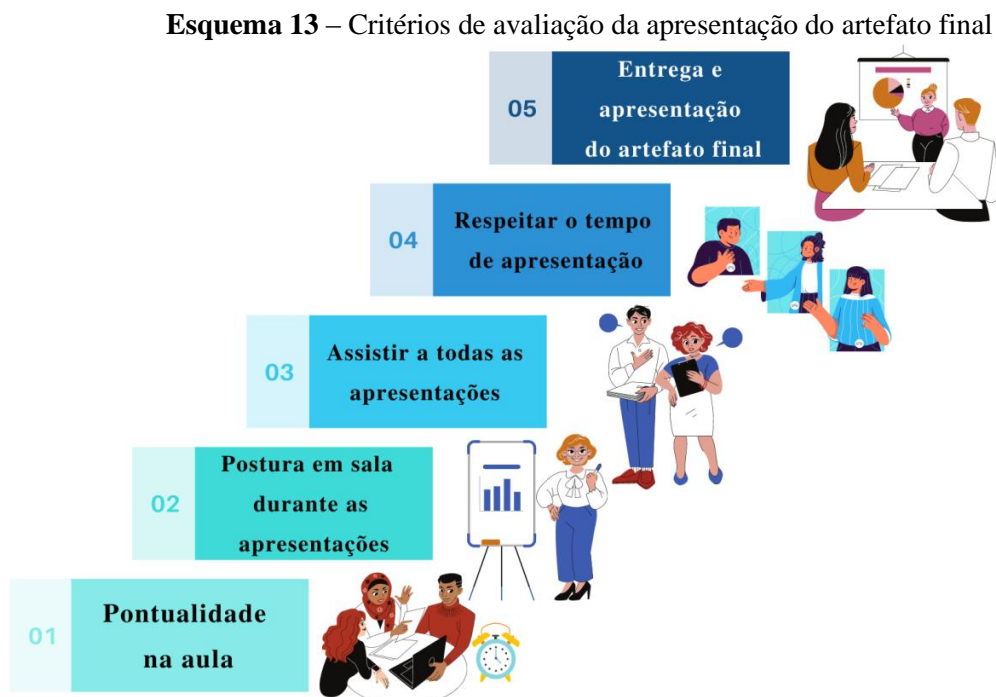 Esquema 13 – Critérios de avaliação da apresentação do artefato final
05
Entrega e
apresentação
do artefato final
04
Respeitar o tempo
de apresentação
03
Assistir a todas as
apresentações
02
Postura em sala
durante as
apresentações
01
Pontualidade
na aula